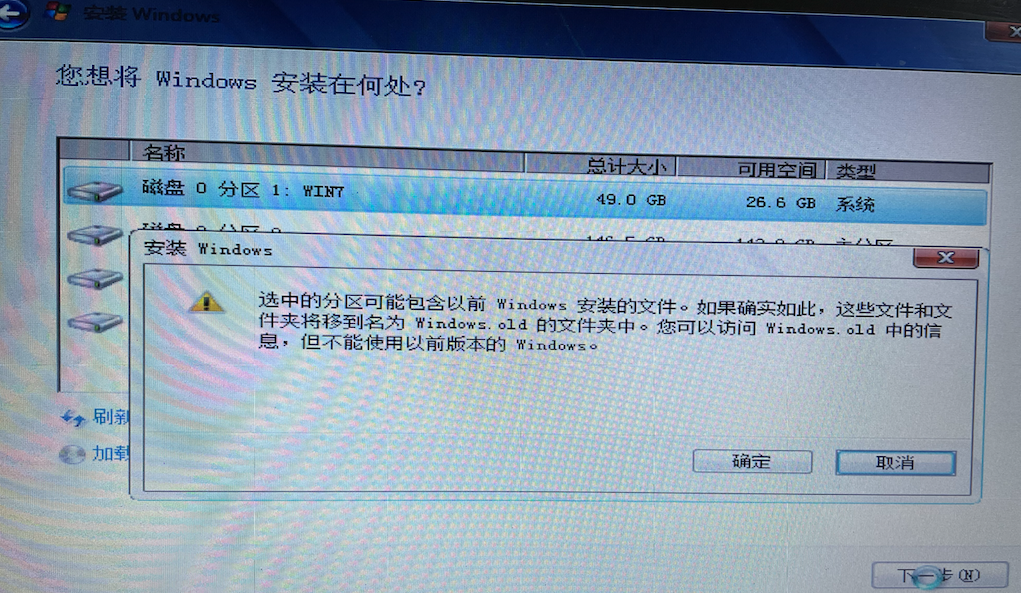 安装 Windows
您想将 Windows 安装在何处?
名称 总计大小 可用空间 类型
磁盘 0 分区 1: WIN7 49.0 GB 26.6 GB 系统
安装 Windows
选中的分区可能包含以前 Windows 安装的文件。如果确实如此，这些文件和文
件夹将移到名为 Windows.old 的文件夹中。您可以访问 Windows.old 中的信
息，但不能使用以前版本的 Windows。
刷新
加载
确定 取消
下一步(N)